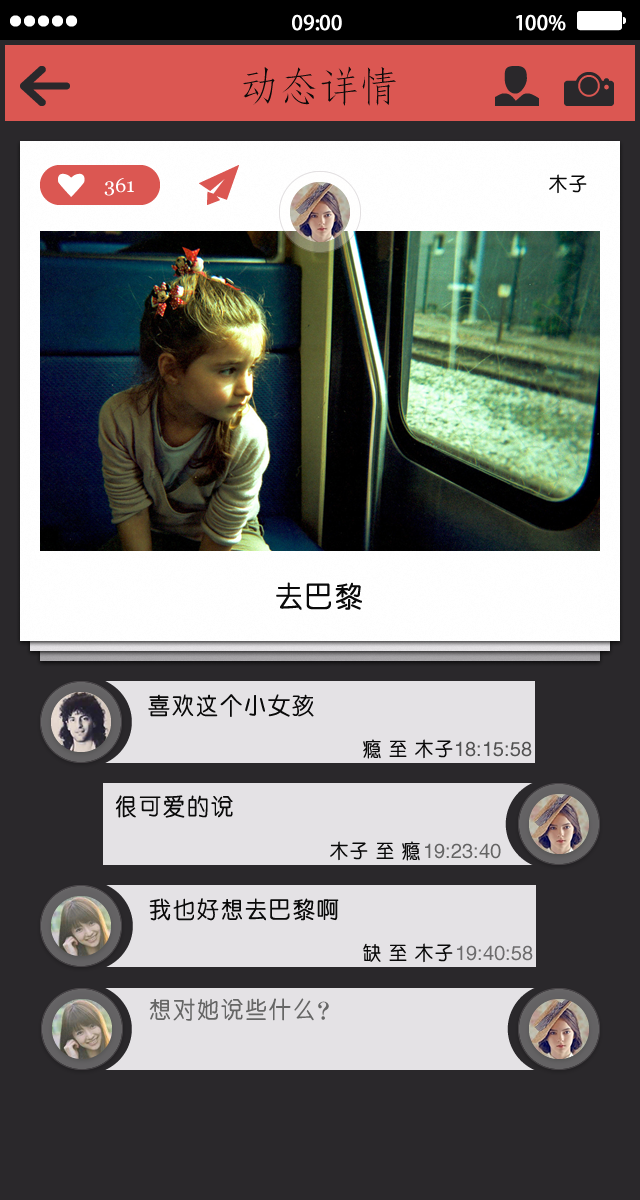 09:00 100%
动态详情
361
木子
去巴黎
喜欢这个小女孩
瘾 至 木子18:15:58
很可爱的说
木子 至 瘾19:23:40
我也好想去巴黎啊
缺 至 木子19:40:58
想对她说些什么?